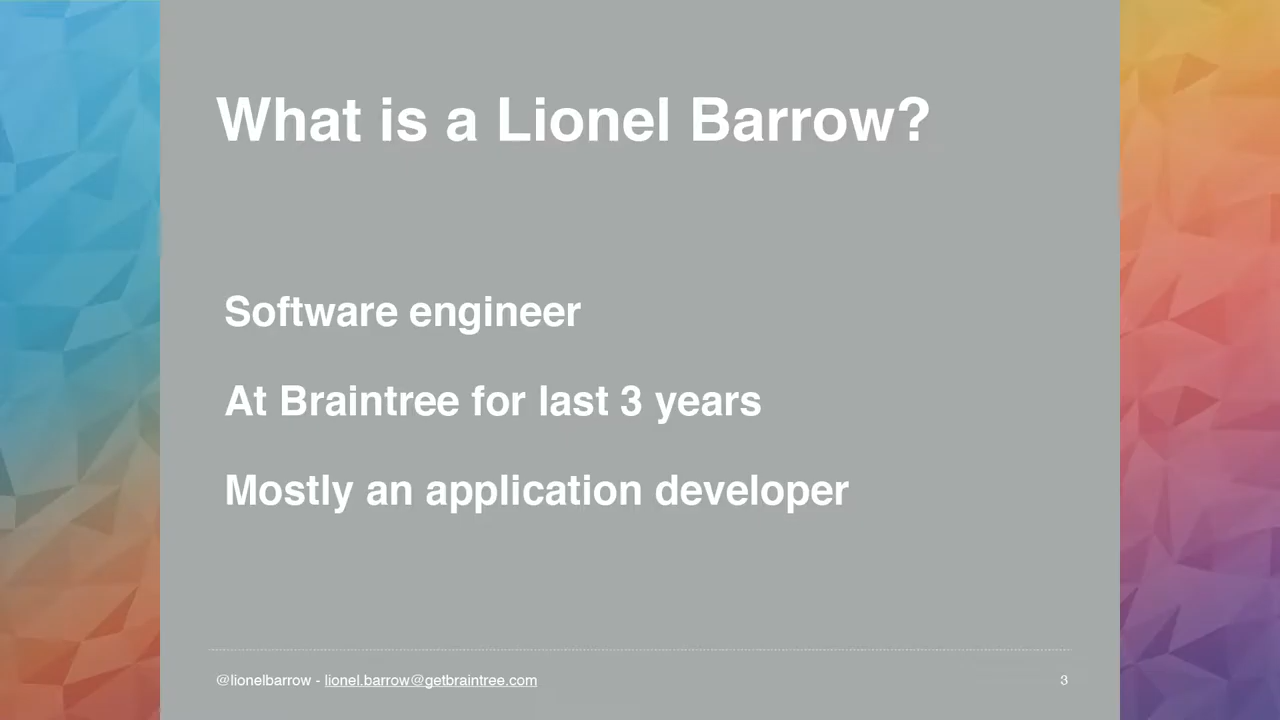 What is a Lionel Barrow?
Software engineer
At Braintree for last 3 years
Mostly an application developer
@lionelbarrow - lionel.barrow@getbraintree.com
3